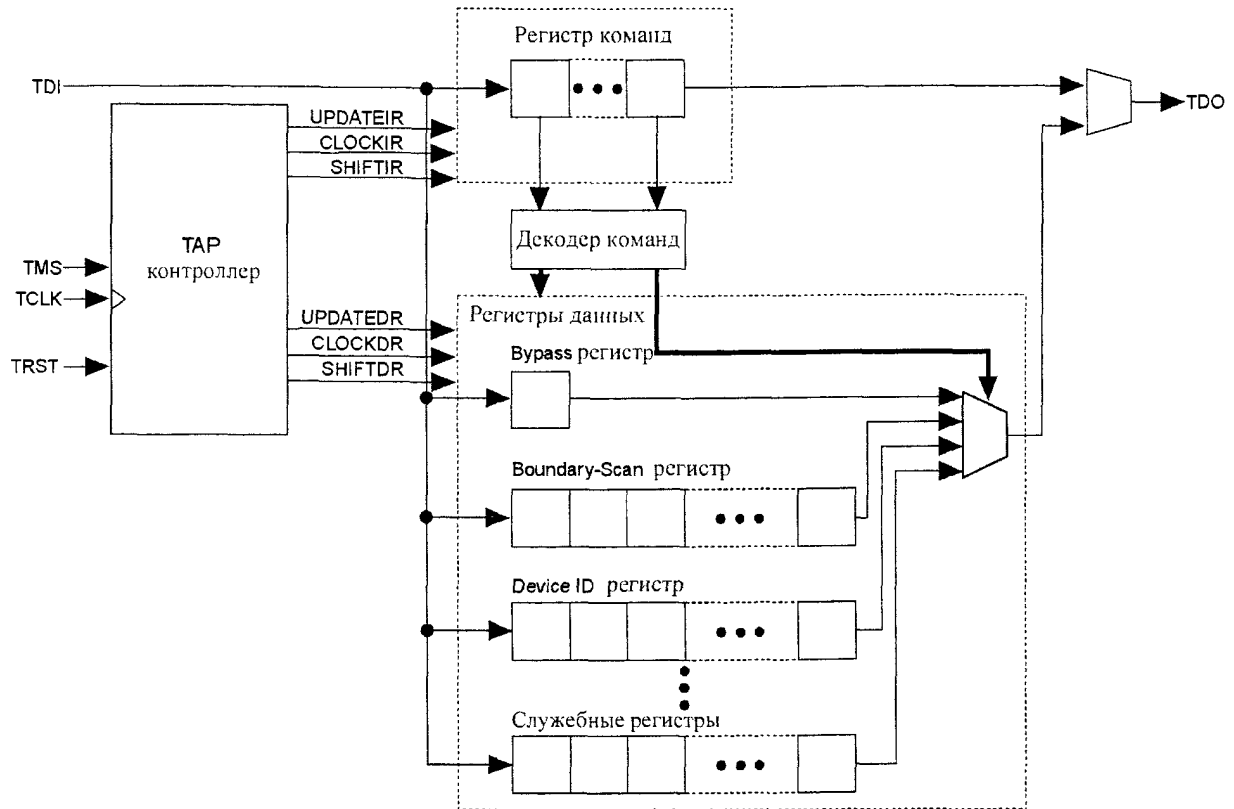 Регистр команд
TDI
TDO
UPDATEIR
CLOCKIR
SHIFTIR
Декодер команд
TAP
контроллер
TMS
TCLK
TRST
UPDATEDR
CLOCKDR
SHIFTDR
Регистры данных
Bypass регистр
Boundary-Scan регистр
Device ID регистр
Служебные регистры